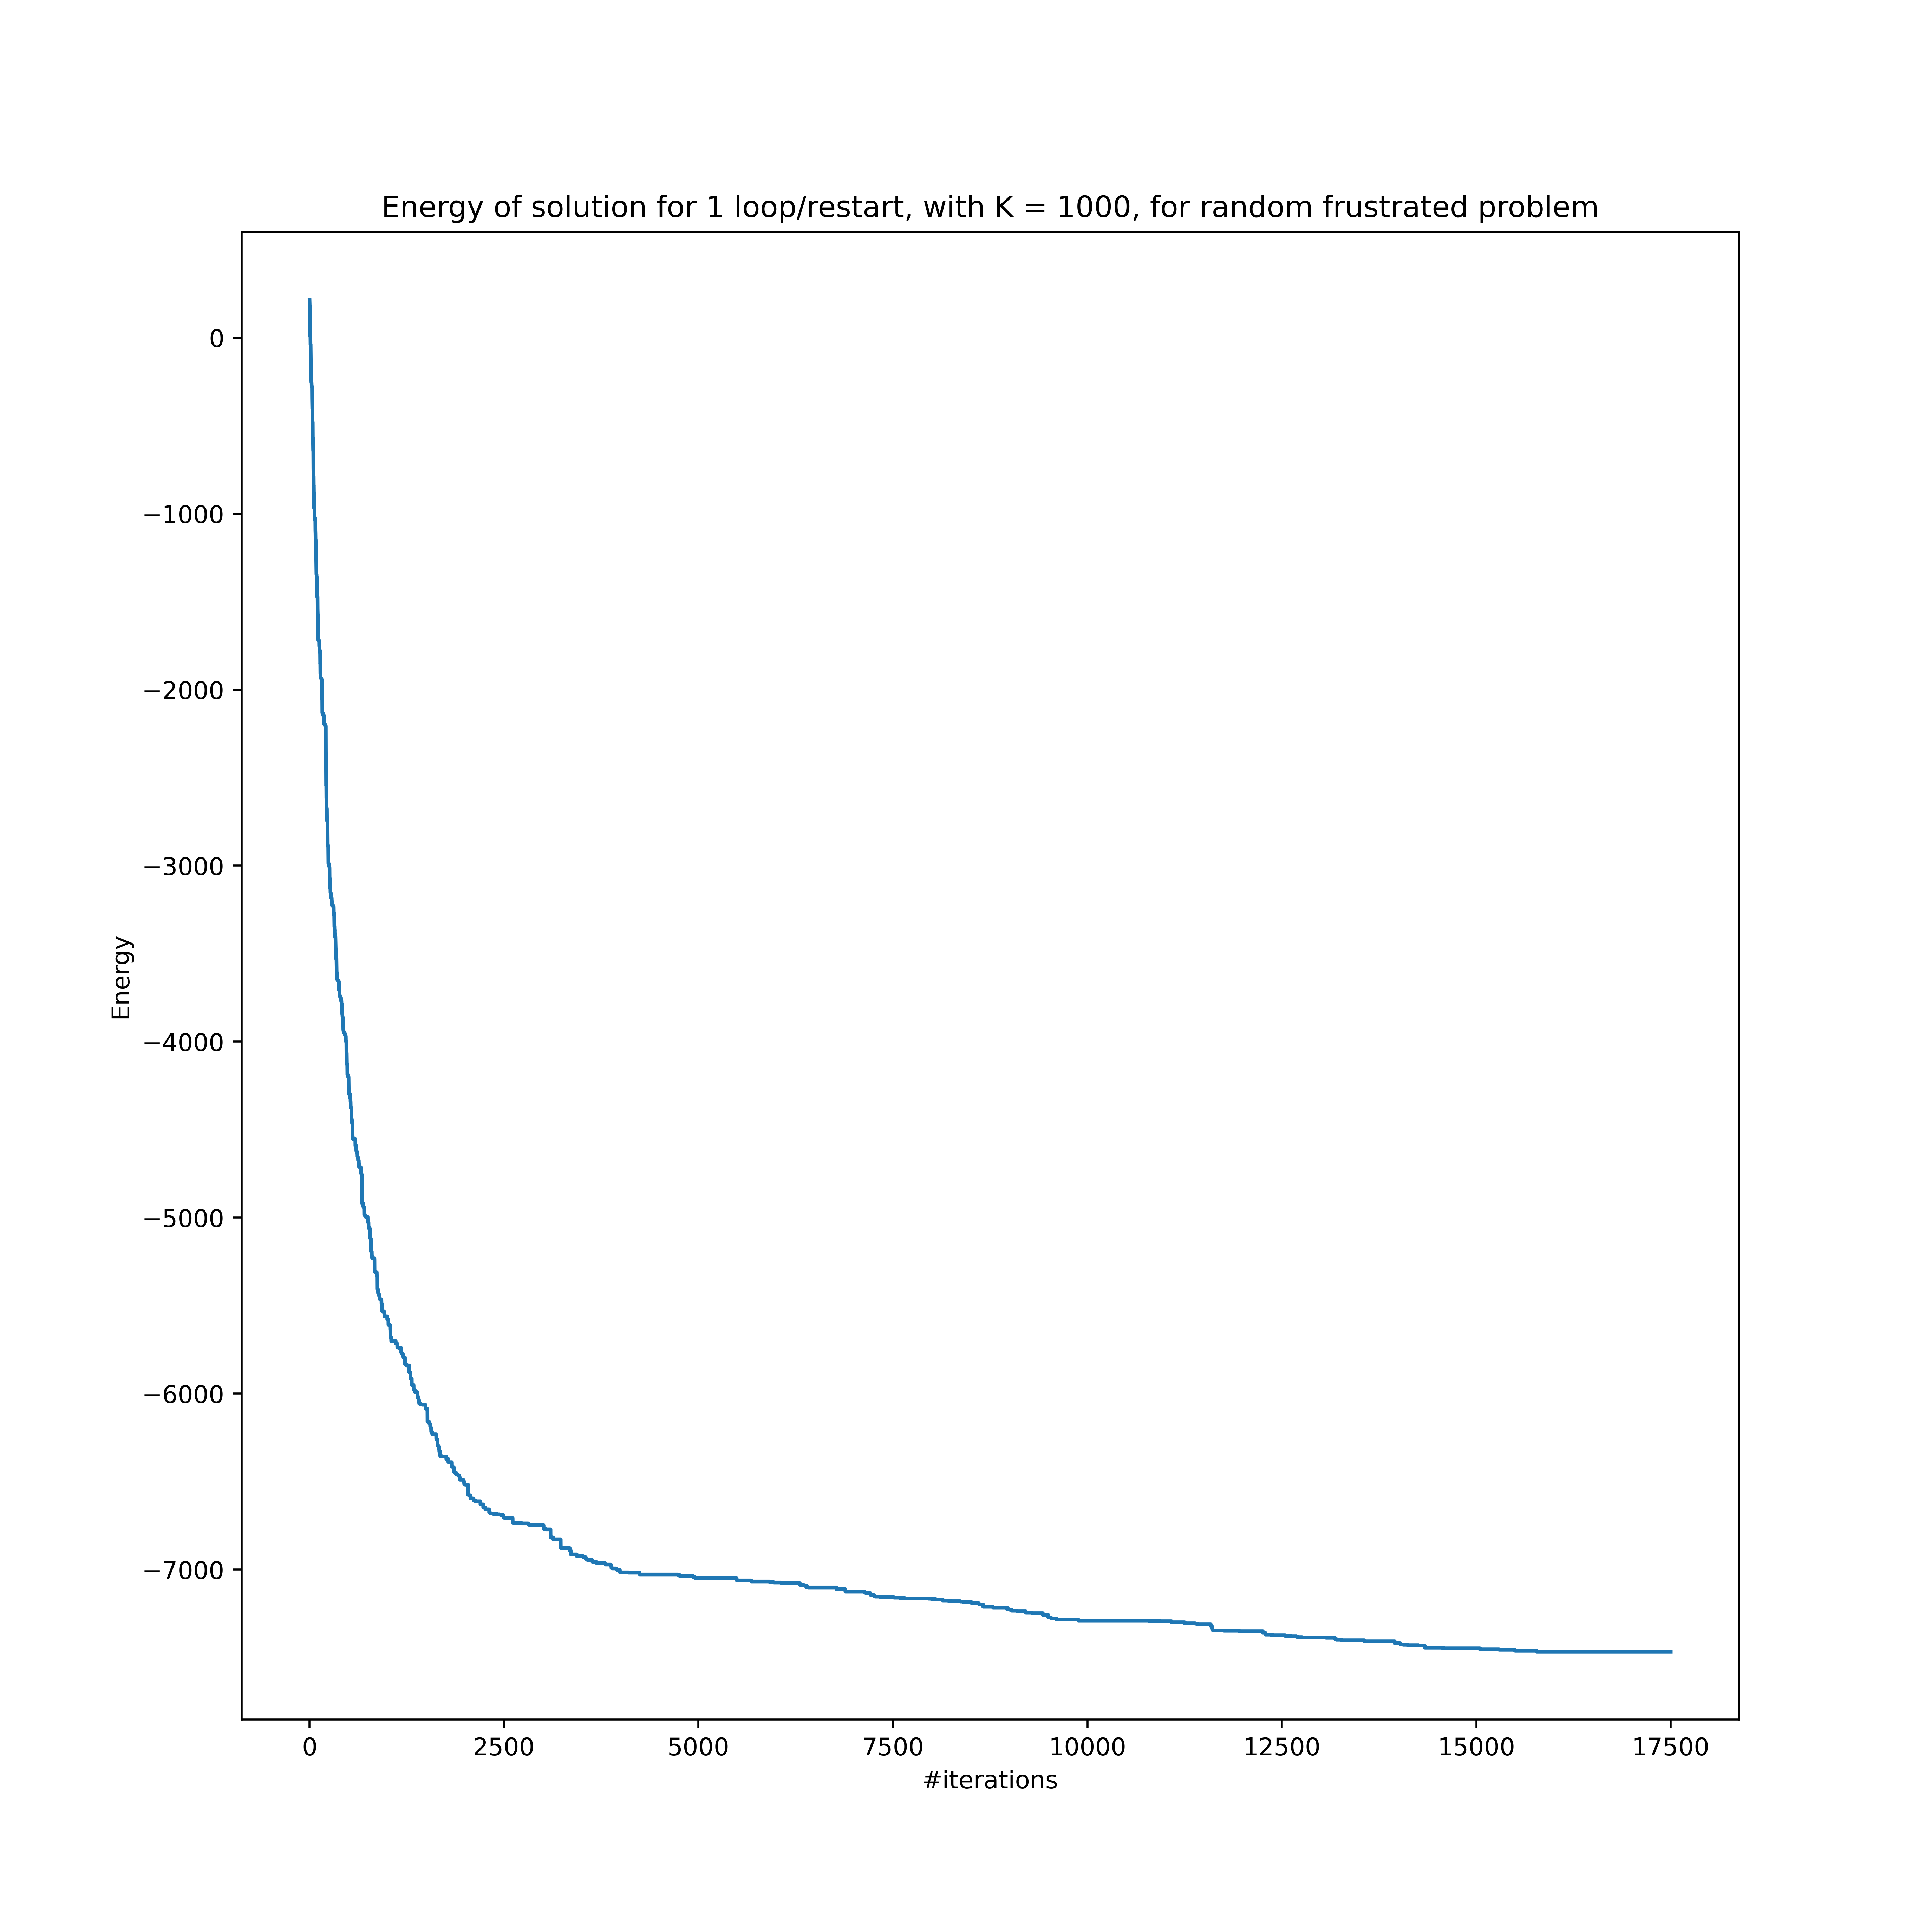 Energy of solution for 1 loop/restart, with K = 1000, for random frustrated problem
0
−1000
−2000
−3000
Energy
−4000
−5000
−6000
−7000
0 2500 5000 7500 10000 12500 15000 17500
#iterations